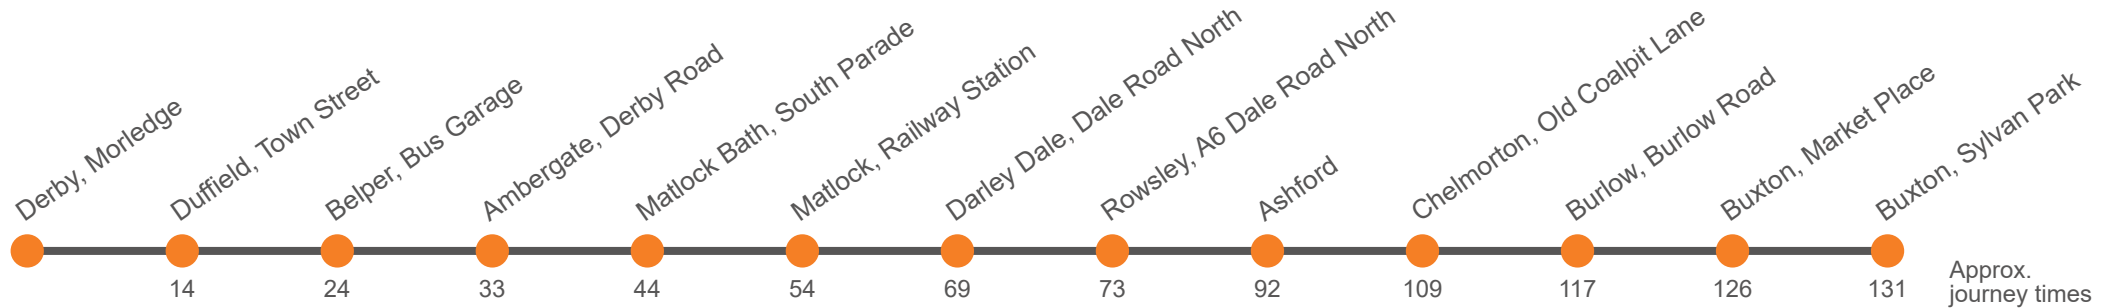 Derby, Morledge
Duffield, Town Street
Belper, Bus Garage
Ambergate, Derby Road
Matlock Bath, South Parade
Matlock, Railway Station
Darley Dale, Dale Road North
Rowsley, A6 Dale Road North
Ashford
Chelmorton, Old Coalpit Lane
Burlow, Burlow Road
Buxton, Market Place
Buxton, Sylvan Park
14 24 33 44 54 69 73 92 109 117 126 131
Approx.
journey times